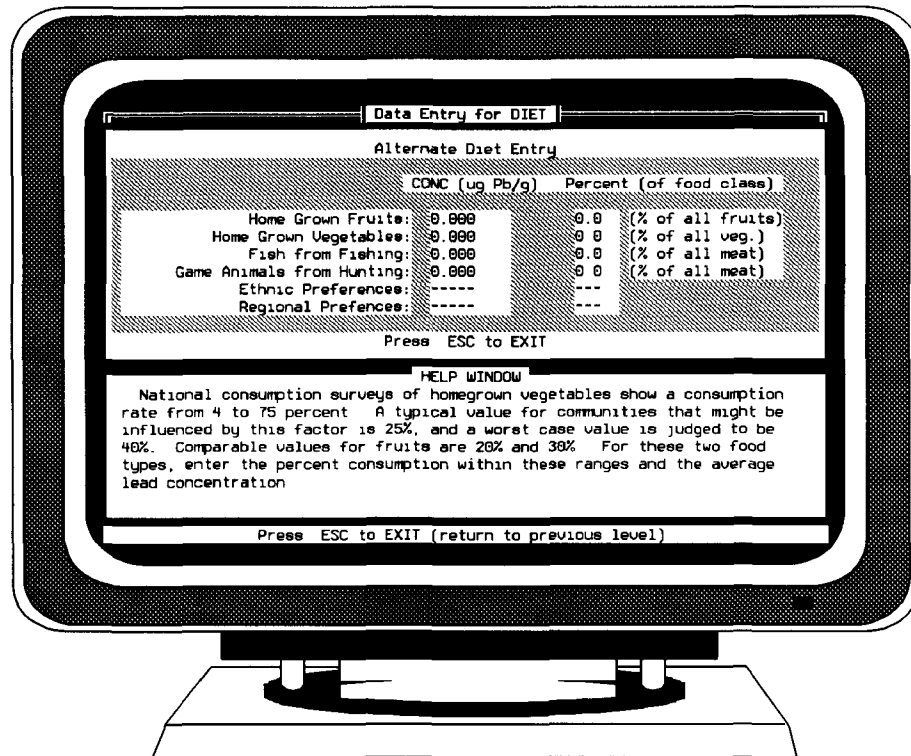 Data Entry for DIET
Alternate Diet Entry
CONC (ug Pb/g) Percent (of food class)
Home Grown Fruits: 0.000 0.0 (% of all fruits)
Home Grown Vegetables: 0.000 0 0 (% of all veg.)
Fish from Fishing: 0.000 0.0 (% of all meat)
Game Animals from Hunting: 0.000 0 0 (% of all meat)
Ethnic Preferences: ----- ---
Regional Prefences: ----- ---
Press ESC to EXIT
HELP WINDOW
National consumption surveys of homegrown vegetables show a consumption
rate from 4 to 75 percent A typical value for communities that might be
influenced by this factor is 25%, and a worst case value is judged to be
40%. Comparable values for fruits are 20% and 30% For these two food
types, enter the percent consumption within these ranges and the average
lead concentration
Press ESC to EXIT (return to previous level)